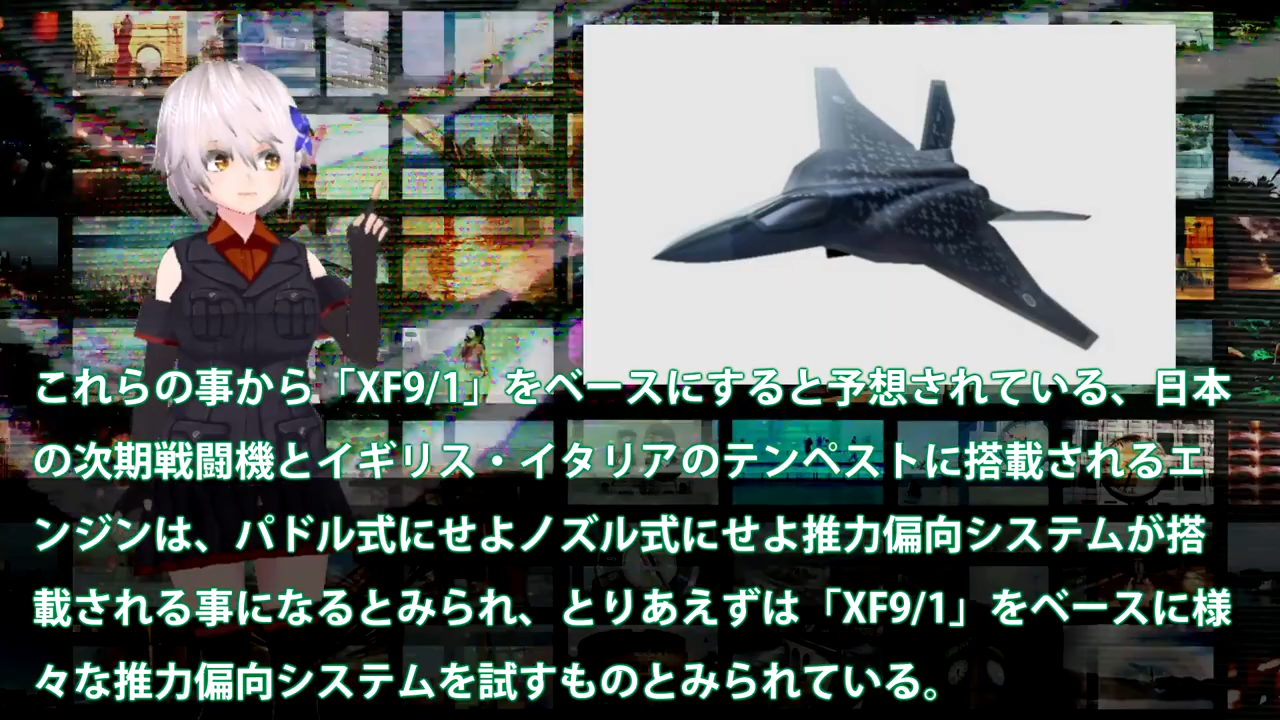 これらの事から「XF9/1」をベースにすると予想されている、日本
の次期戦闘機とイギリス・イタリアのテンペストに搭載されるエ
ンジンは、パドル式にせよノズル式にせよ推力偏向システムが搭
載される事になるとみられ、とりあえずは「XF9/1」をベースに様
々な推力偏向システムを試すものとみられている。